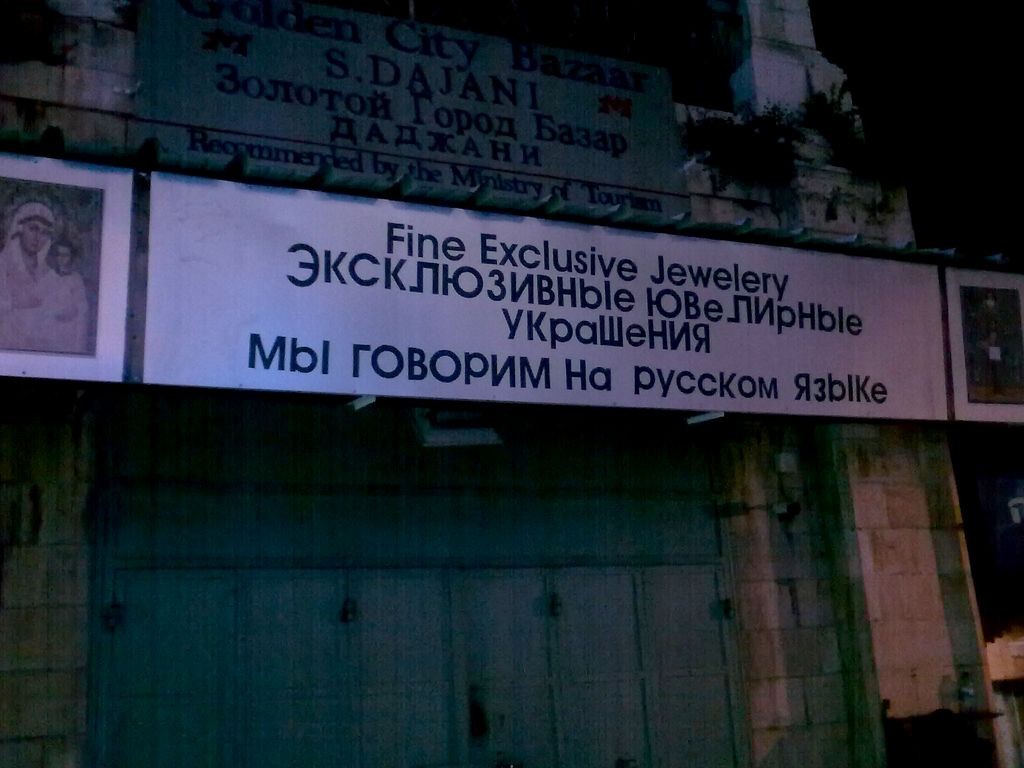 Golden City Bazaar
S.DAJANI
Золотой Город Базар
ДАДЖАНИ
Recommended by the Ministry of Tourism
Fine Exclusive Jewelery
ЭКСКЛЮЗИВНЫе ЮВеЛИрНЫе
УКрашеНИЯ
МЫ ГОВОРИМ На русском ЯзЫКе